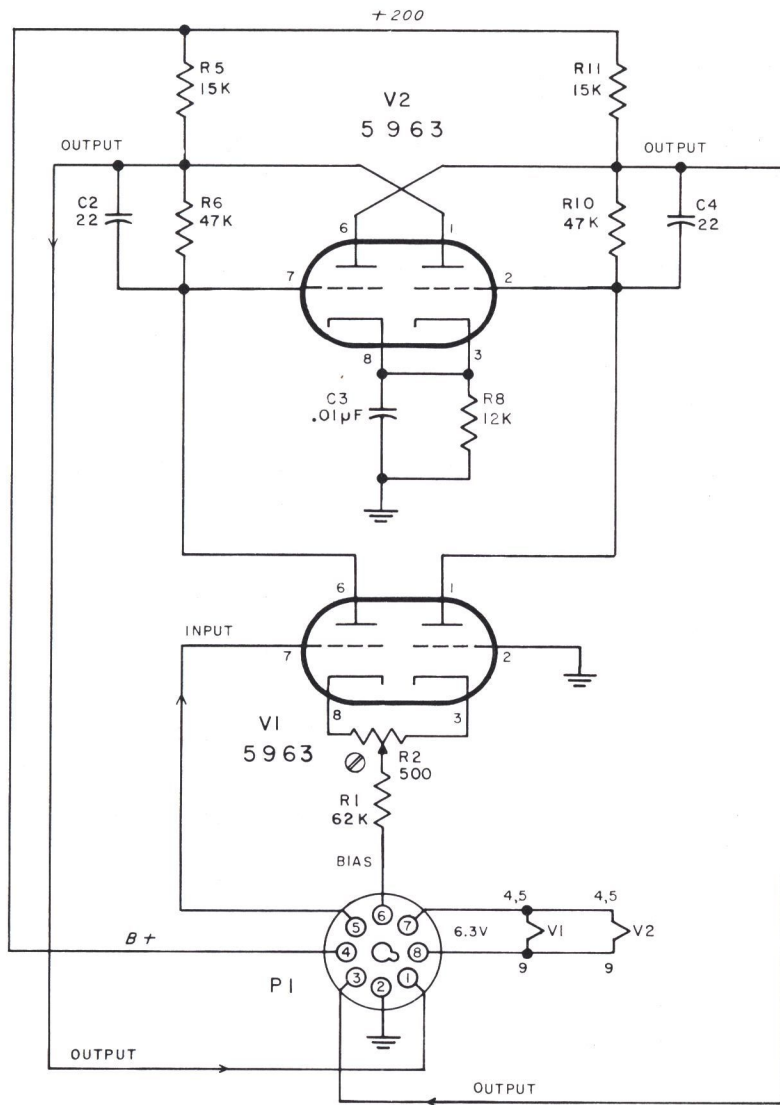 +200
R5
15K
R11
15K
V2
5963
OUTPUT
OUTPUT
C2
22
R6
47K
R10
47K
C4
22
6
1
7
2
8
3
C3
.01µF
R8
12K
6
1
INPUT
7
2
8
3
V1
5963
R2
500
R1
62K
BIAS
4,5
4,5
6
5
7
6.3V
V1
V2
B+
4
8
9
9
3
1
2
P1
OUTPUT
OUTPUT